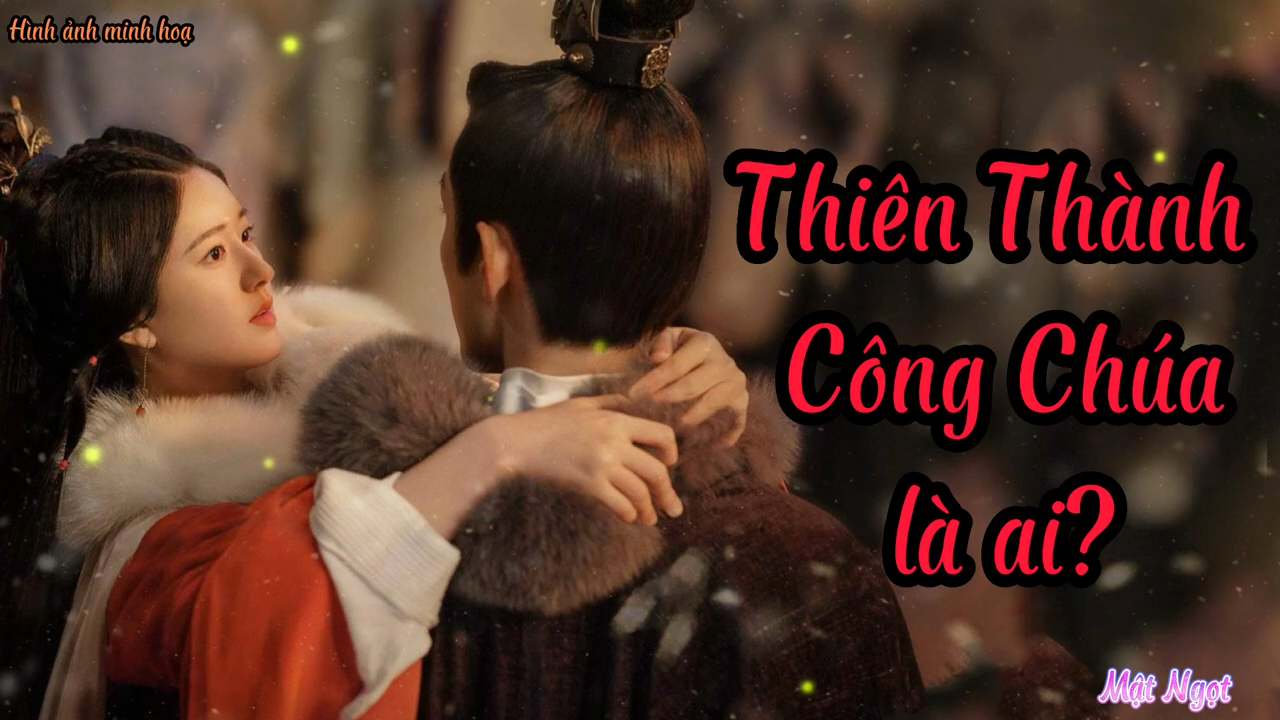 Hình ảnh minh hoạ
Thiên Thành
Công Chúa
là ai?
Mật Ngọt